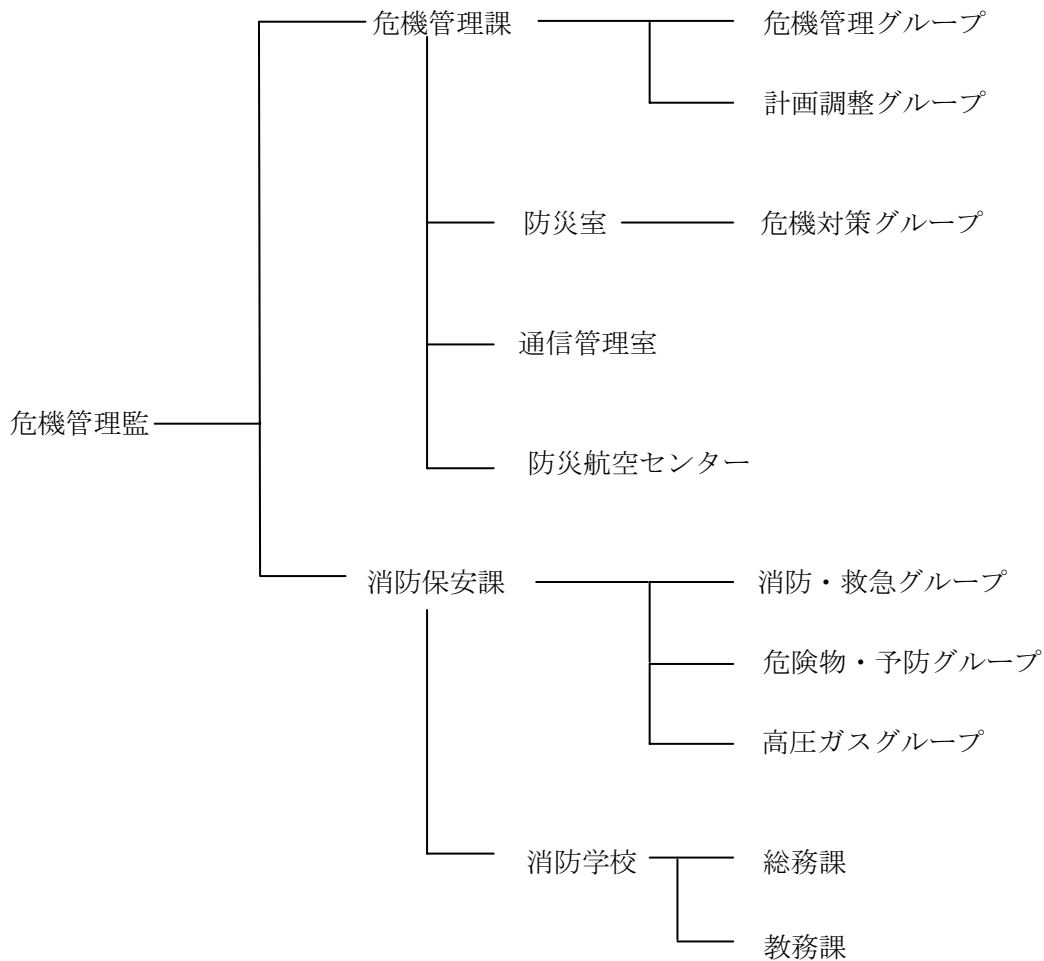 危機管理課
危機管理グループ
計画調整グループ
防災室
危機対策グループ
通信管理室
危機管理監
防災航空センター
消防保安課
消防・救急グループ
危険物・予防グループ
高圧ガスグループ
消防学校
総務課
教務課